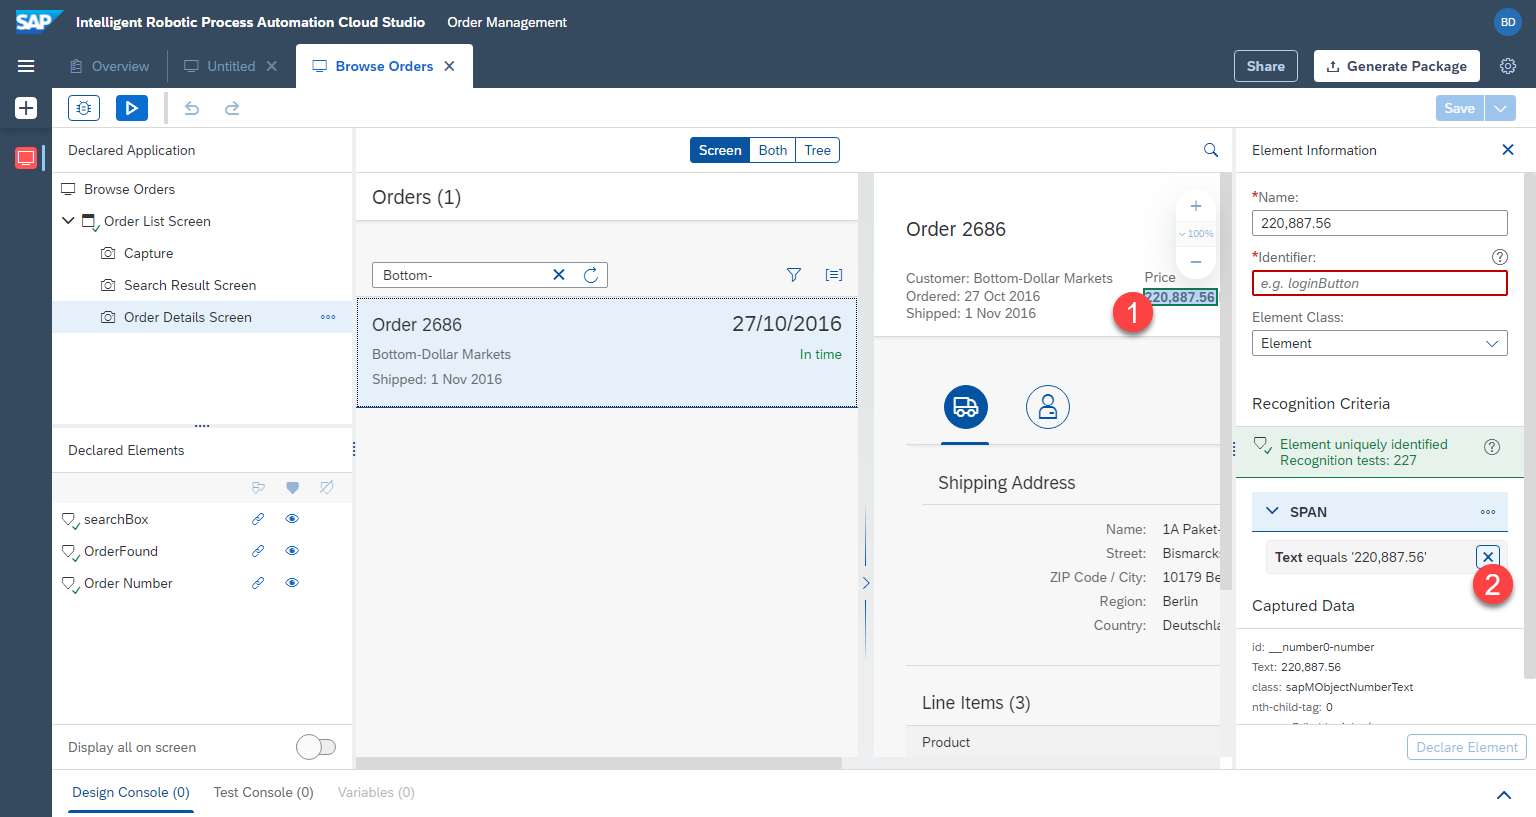 SAP Intelligent Robotic Process Automation Cloud Studio Order Management BD
Overview Untitled Browse Orders Share Generate Package
Save
Declared Application
Browse Orders
Order List Screen
Capture
Search Result Screen
Order Details Screen
Declared Elements
searchBox
OrderFound
Order Number
Display all on screen
Screen Both Tree
Orders (1)
Bottom-
Order 2686 27/10/2016
Bottom-Dollar Markets In time
Shipped: 1 Nov 2016
100%
Order 2686
Customer: Bottom-Dollar Markets Price
Ordered: 27 Oct 2016 220,887.56
Shipped: 1 Nov 2016
1
Shipping Address
Name: 1A Paket-
Street: Bismarcks
ZIP Code / City: 10179 Be
Region: Berlin
Country: Deutschla
Line Items (3)
Product
Element Information
*Name:
220,887.56
*Identifier:
e.g. loginButton
Element Class:
Element
Recognition Criteria
Element uniquely identified
Recognition tests: 227
SPAN
Text equals '220,887.56'
2
Captured Data
id: __number0-number
Text: 220,887.56
class: sapMObjectNumberText
nth-child-tag: 0
Declare Element
Design Console (0) Test Console (0) Variables (0)